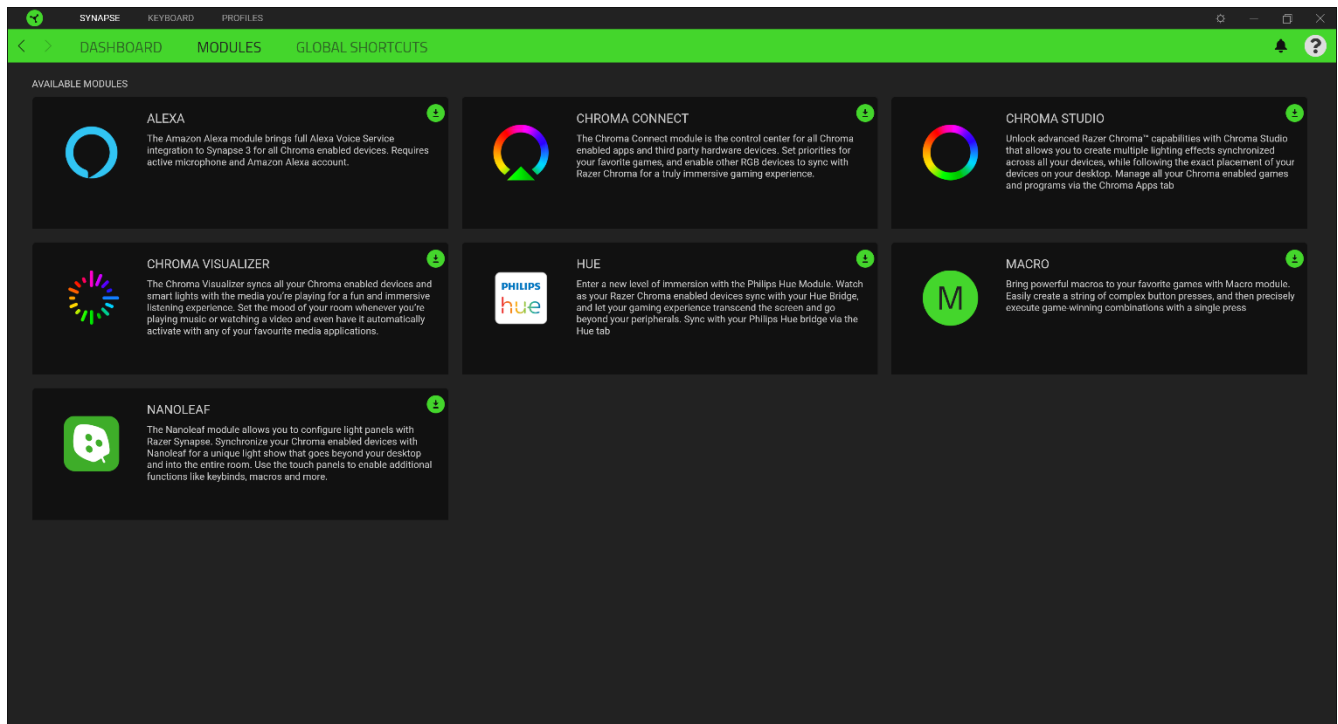 SYNAPSE KEYBOARD PROFILES
DASHBOARD MODULES GLOBAL SHORTCUTS ?
AVAILABLE MODULES
ALEXA
The Amazon Alexa module brings full Alexa Voice Service
integration to Synapse 3 for all Chroma enabled devices. Requires
active microphone and Amazon Alexa account.
CHROMA CONNECT
The Chroma Connect module is the control center for all Chroma
enabled apps and third party hardware devices. Set priorities for
your favorite games, and enable other RGB devices to sync with
Razer Chroma for a truly immersive gaming experience.
CHROMA STUDIO
Unlock advanced Razer Chroma™ capabilities with Chroma Studio
that allows you to create multiple lighting effects synchronized
across all your devices, while following the exact placement of your
devices on your desktop. Manage all your Chroma enabled games
and programs via the Chroma Apps tab
CHROMA VISUALIZER
The Chroma Visualizer syncs all your Chroma enabled devices and
smart lights with the media you're playing for a fun and immersive
listening experience. Set the mood of your room whenever you're
playing music or watching a video and even have it automatically
activate with any of your favourite media applications.
PHILIPS
hue
HUE
Enter a new level of immersion with the Philips Hue Module. Watch
as your Razer Chroma enabled devices sync with your Hue Bridge,
and let your gaming experience transcend the screen and go
beyond your peripherals. Sync with your Philips Hue bridge via the
Hue tab
M
MACRO
Bring powerful macros to your favorite games with Macro module.
Easily create a string of complex button presses, and then precisely
execute game-winning combinations with a single press
NANOLEAF
The Nanoleaf module allows you to configure light panels with
Razer Synapse. Synchronize your Chroma enabled devices with
Nanoleaf for a unique light show that goes beyond your desktop
and into the entire room. Use the touch panels to enable additional
functions like keybinds, macros and more.